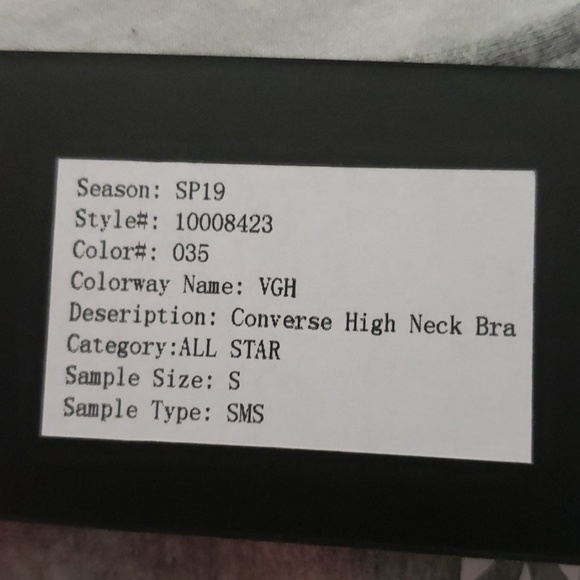 Season: SP19
Style#: 10008423
Color#: 035
Colorway Name: VGH
Deseription: Converse High Neck Bra
Category:ALL STAR
Sample Size: S
Sample Type: SMS